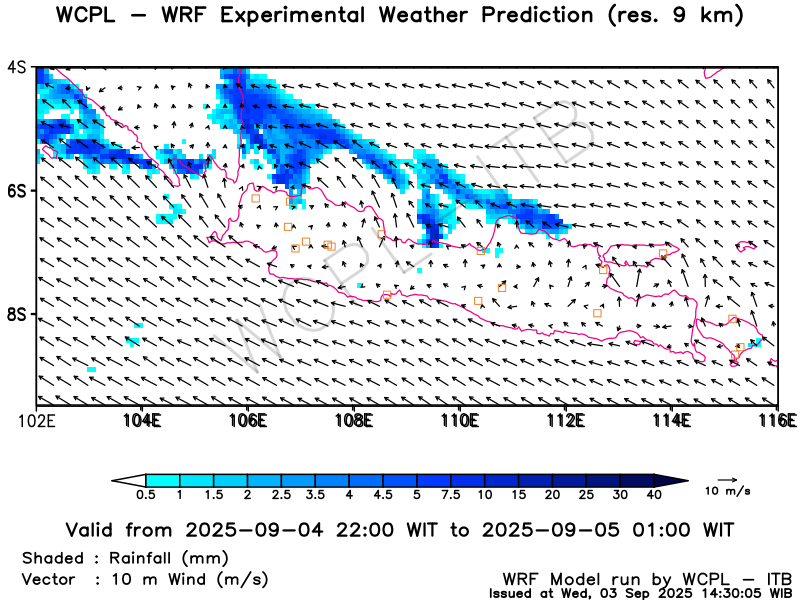 WCPL − WRF Experimental Weather Prediction (res. 9 km)
4S
6S
8S
WCPL ITB
102E 104E 106E 108E 110E 112E 114E 116E
0.5 1 1.5 2 2.5 3.5 4 4.5 5 7.5 10 15 20 25 30 40
10 m/s
Valid from 2025−09−04 22:00 WIT to 2025−09−05 01:00 WIT
Shaded : Rainfall (mm)
Vector : 10 m Wind (m/s)
WRF Model run by WCPL − ITB
Issued at Wed, 03 Sep 2025 14:30:05 WIB